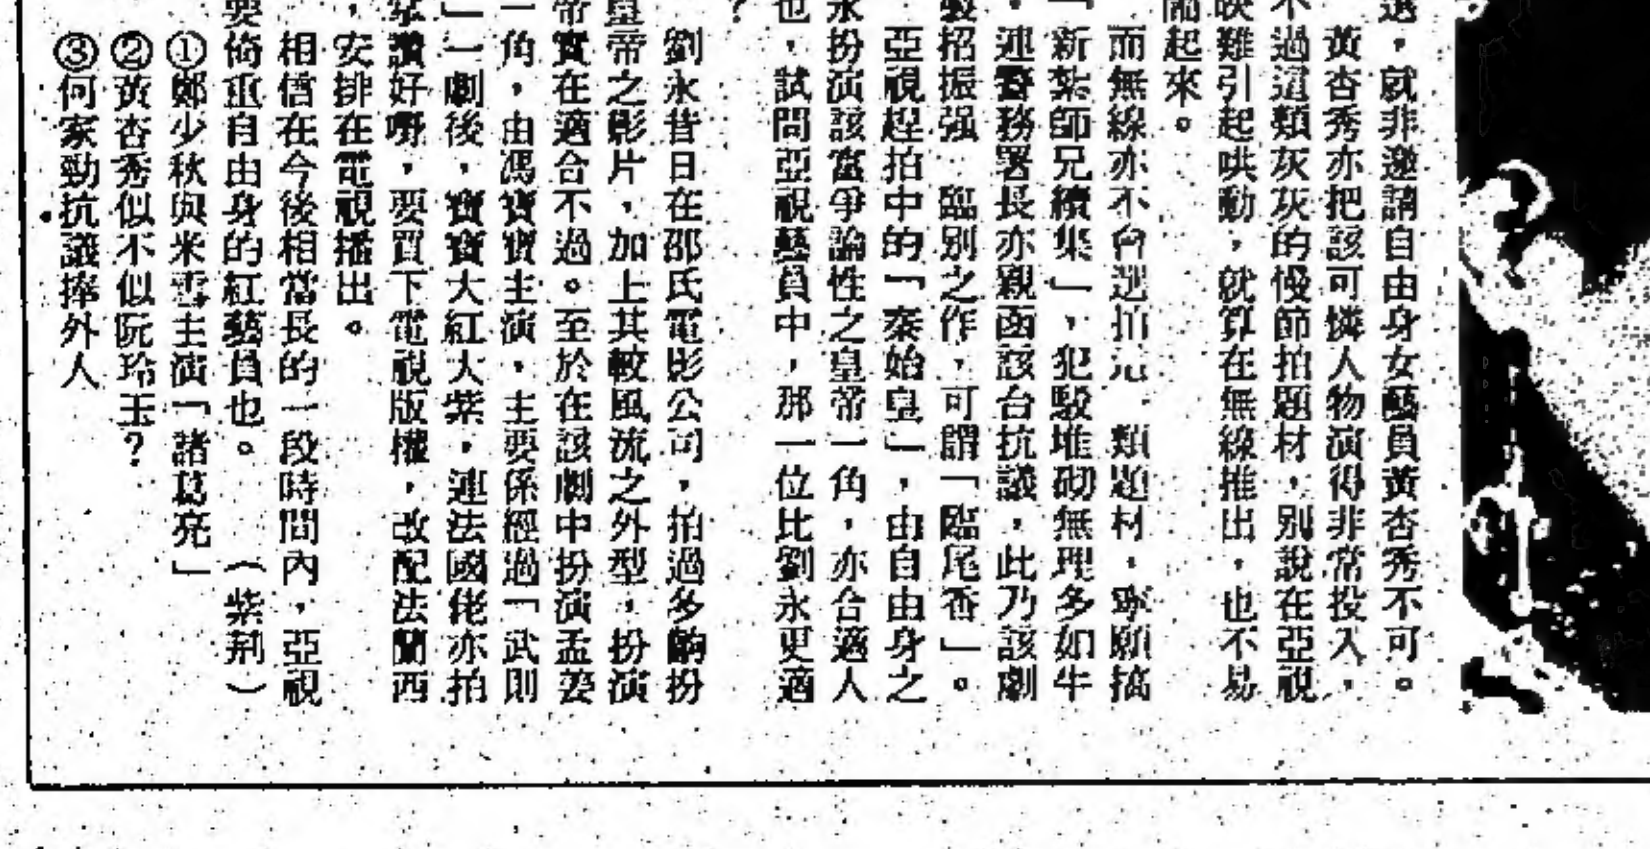 選，就非邀請自由身女藝員黃杏秀不可。
黃杏秀亦把該可憐人物演得非常投入，
不過這類灰灰的慢節拍題材，別說在亞視
映難引起哄動，就算在無線推出，也不易
鬧起來。
而無線亦不會選拍 類題材，寧願搞
「新紮師兄續集」，犯駁堆砌無理多如牛
，連警務署長亦親函該台抗議，此乃該劇
招振强 臨別之作，可謂「臨尾香」。
亞視趕拍中的「秦始皇」，由自由身之
永扮演該富爭論性之皇帝一角，亦合適人
也，試問亞視藝員中，那一位比劉永更適
？
劉永昔日在邵氏電影公司，拍過多齣扮
皇帝之影片，加上其較風流之外型，扮演
帝實在適合不過。至於在該劇中扮演孟姜
一角，由馮寶寶主演，主要係經過「武則
」一劇後，寶寶大紅大紫，連法國佬亦拍
掌讚好嘢，要買下電視版權，改配法蘭西
，安排在電視播出。
相信在今後相當長的一段時間內，亞視
要倚重自由身的紅藝員也。 （紫荆）
①鄭少秋與米雪主演「諸葛亮」
②黃杏秀似不似阮玲玉？
③何家勁抗議捧外人